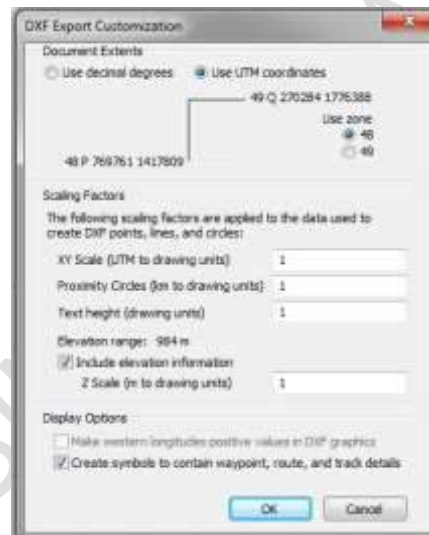 DXF Export Customization
Document Extents
Use decimal degrees Use UTM coordinates
49 Q 270284 1776388
Use zone
48
49
48 P 769761 1417809
Scaling Factors
The following scaling factors are applied to the data used to
create DXF points, lines, and circles:
XY Scale (UTM to drawing units) 1
Proximity Circles (km to drawing units) 1
Text height (drawing units) 1
Elevation range: 984 m
Include elevation information
Z Scale (m to drawing units) 1
Display Options
Make western longitudes positive values in DXF graphics
Create symbols to contain waypoint, route, and track details
OK Cancel